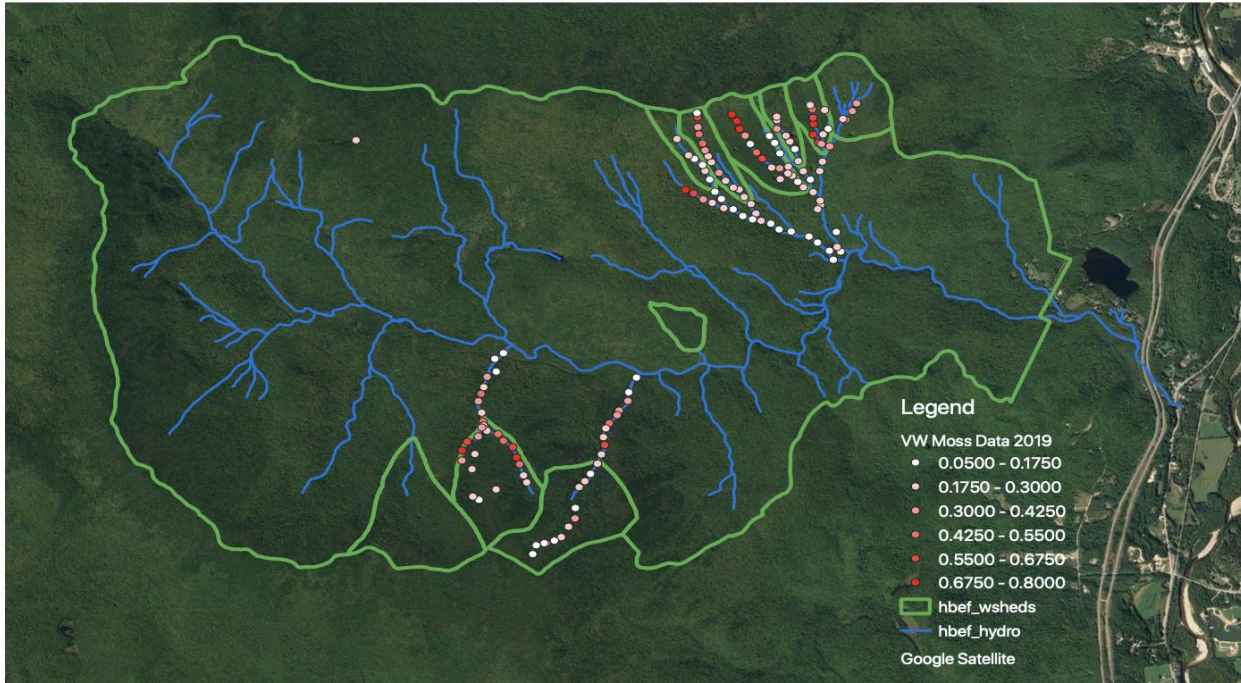 Legend
VW Moss Data 2019
0.0500 - 0.1750
0.1750 - 0.3000
0.3000 - 0.4250
0.4250 - 0.5500
0.5500 - 0.6750
0.6750 - 0.8000
hbef_wsheds
hbef_hydro
Google Satellite